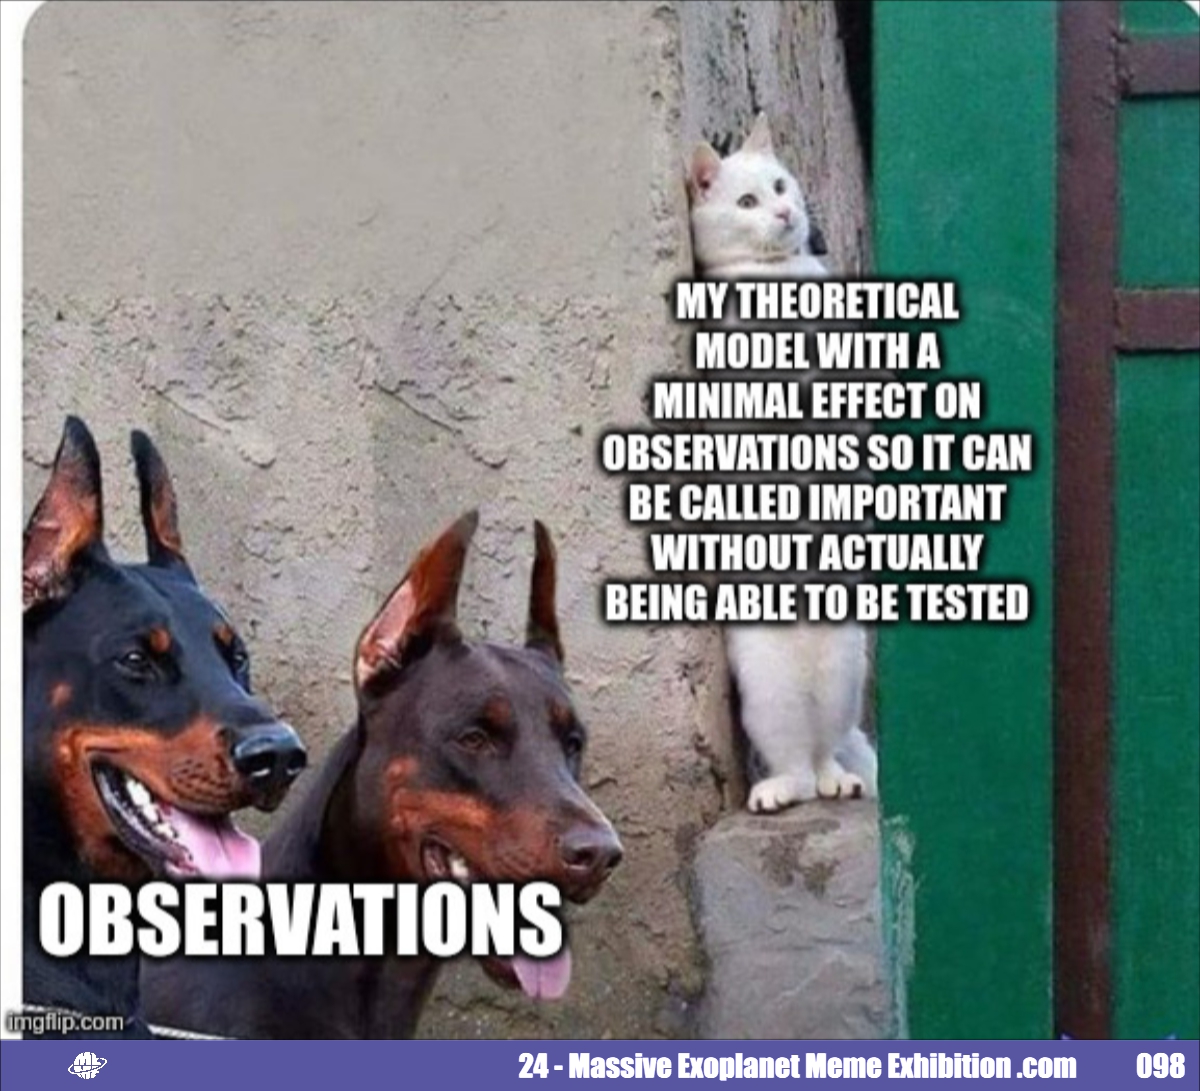 MY THEORETICAL
MODEL WITH A
MINIMAL EFFECT ON
OBSERVATIONS SO IT CAN
BE CALLED IMPORTANT
WITHOUT ACTUALLY
BEING ABLE TO BE TESTED
OBSERVATIONS
imgflip.com
24 - Massive Exoplanet Meme Exhibition .com 098